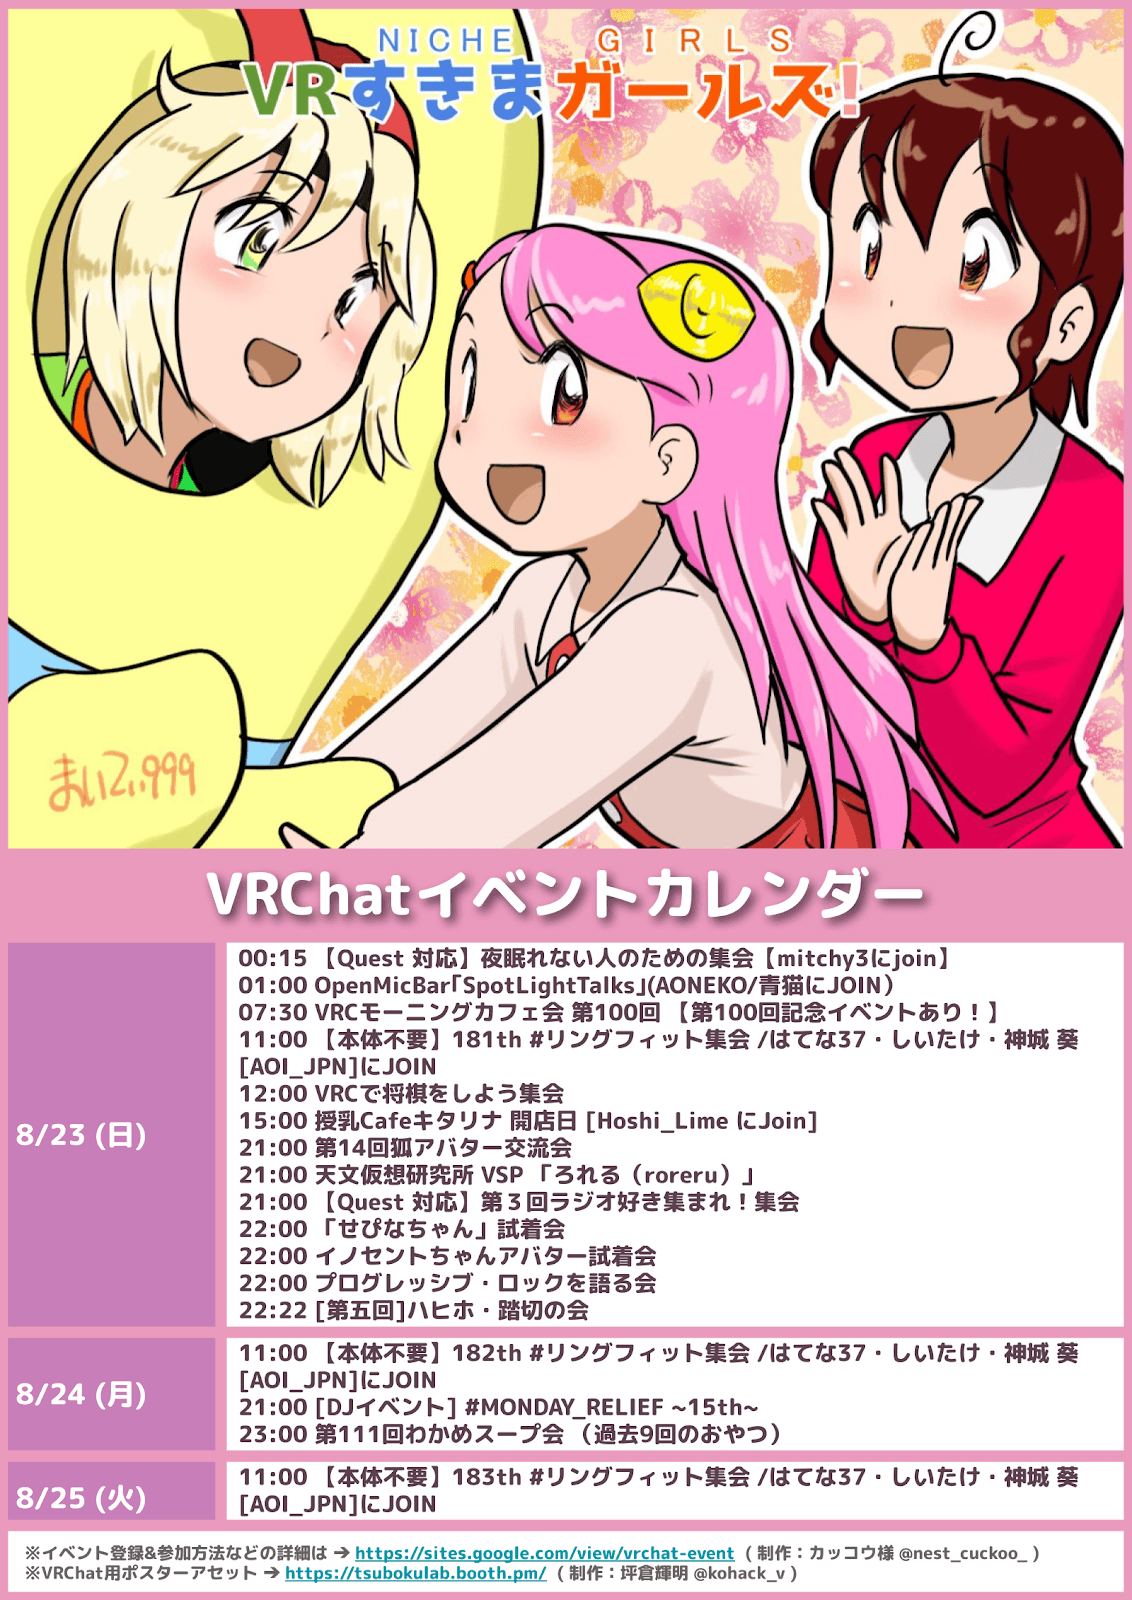 NICHE GIRLS
VRすきまガールズ!
まいてぃ999
VRChatイベントカレンダー
8/23 (日)
00:15 【Quest 対応】夜眠れない人のための集会【mitchy3にjoin】
01:00 OpenMicBar｢SpotLightTalks｣(AONEKO/青猫にJOIN）
07:30 VRCモーニングカフェ会 第100回 【第100回記念イベントあり！】
11:00 【本体不要】181th #リングフィット集会 /はてな37・しいたけ・神城 葵
[AOI_JPN]にJOIN
12:00 VRCで将棋をしよう集会
15:00 授乳Cafeキタリナ 開店日 [Hoshi_Lime にJoin]
21:00 第14回狐アバター交流会
21:00 天文仮想研究所 VSP 「ろれる（roreru）」
21:00 【Quest 対応】第３回ラジオ好き集まれ！集会
22:00 「せぴなちゃん」試着会
22:00 イノセントちゃんアバター試着会
22:00 プログレッシブ・ロックを語る会
22:22 [第五回]ハヒホ・踏切の会
8/24 (月)
11:00 【本体不要】182th #リングフィット集会 /はてな37・しいたけ・神城 葵
[AOI_JPN]にJOIN
21:00 [DJイベント] #MONDAY_RELIEF ~15th~
23:00 第111回わかめスープ会 （過去9回のおやつ）
8/25 (火)
11:00 【本体不要】183th #リングフィット集会 /はてな37・しいたけ・神城 葵
[AOI_JPN]にJOIN
※イベント登録&参加方法などの詳細は → https://sites.google.com/view/vrchat-event ( 制作：カッコウ様 @nest_cuckoo_ )
※VRChat用ポスターアセット → https://tsubokulab.booth.pm/ ( 制作：坪倉輝明 @kohack_v )